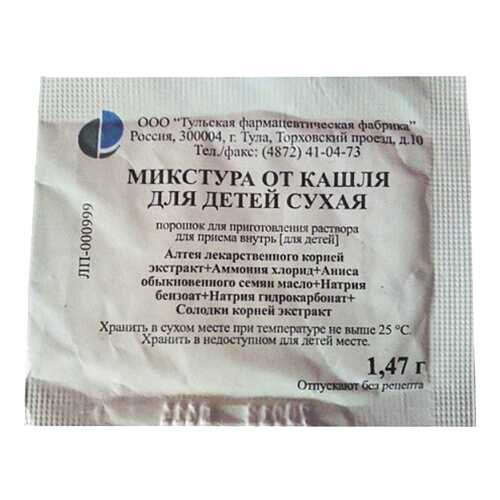 ООО "Тульская фармацевтическая фабрика"
Россия, 300004, г. Тула, Торховский проезд, д.10
Тел./факс: (4872) 41-04-73
МИКСТУРА ОТ КАШЛЯ
ДЛЯ ДЕТЕЙ СУХАЯ
порошок для приготовления раствора
для приема внутрь [для детей]
Алтея лекарственного корней
экстракт+Аммония хлорид+Аниса
обыкновенного семян масло+Натрия
бензоат+Натрия гидрокарбонат+
Солодки корней экстракт
Хранить в сухом месте при температуре не выше 25 °С.
Хранить в недоступном для детей месте.
1,47 г
Отпускают без рецепта
ЛП-000999